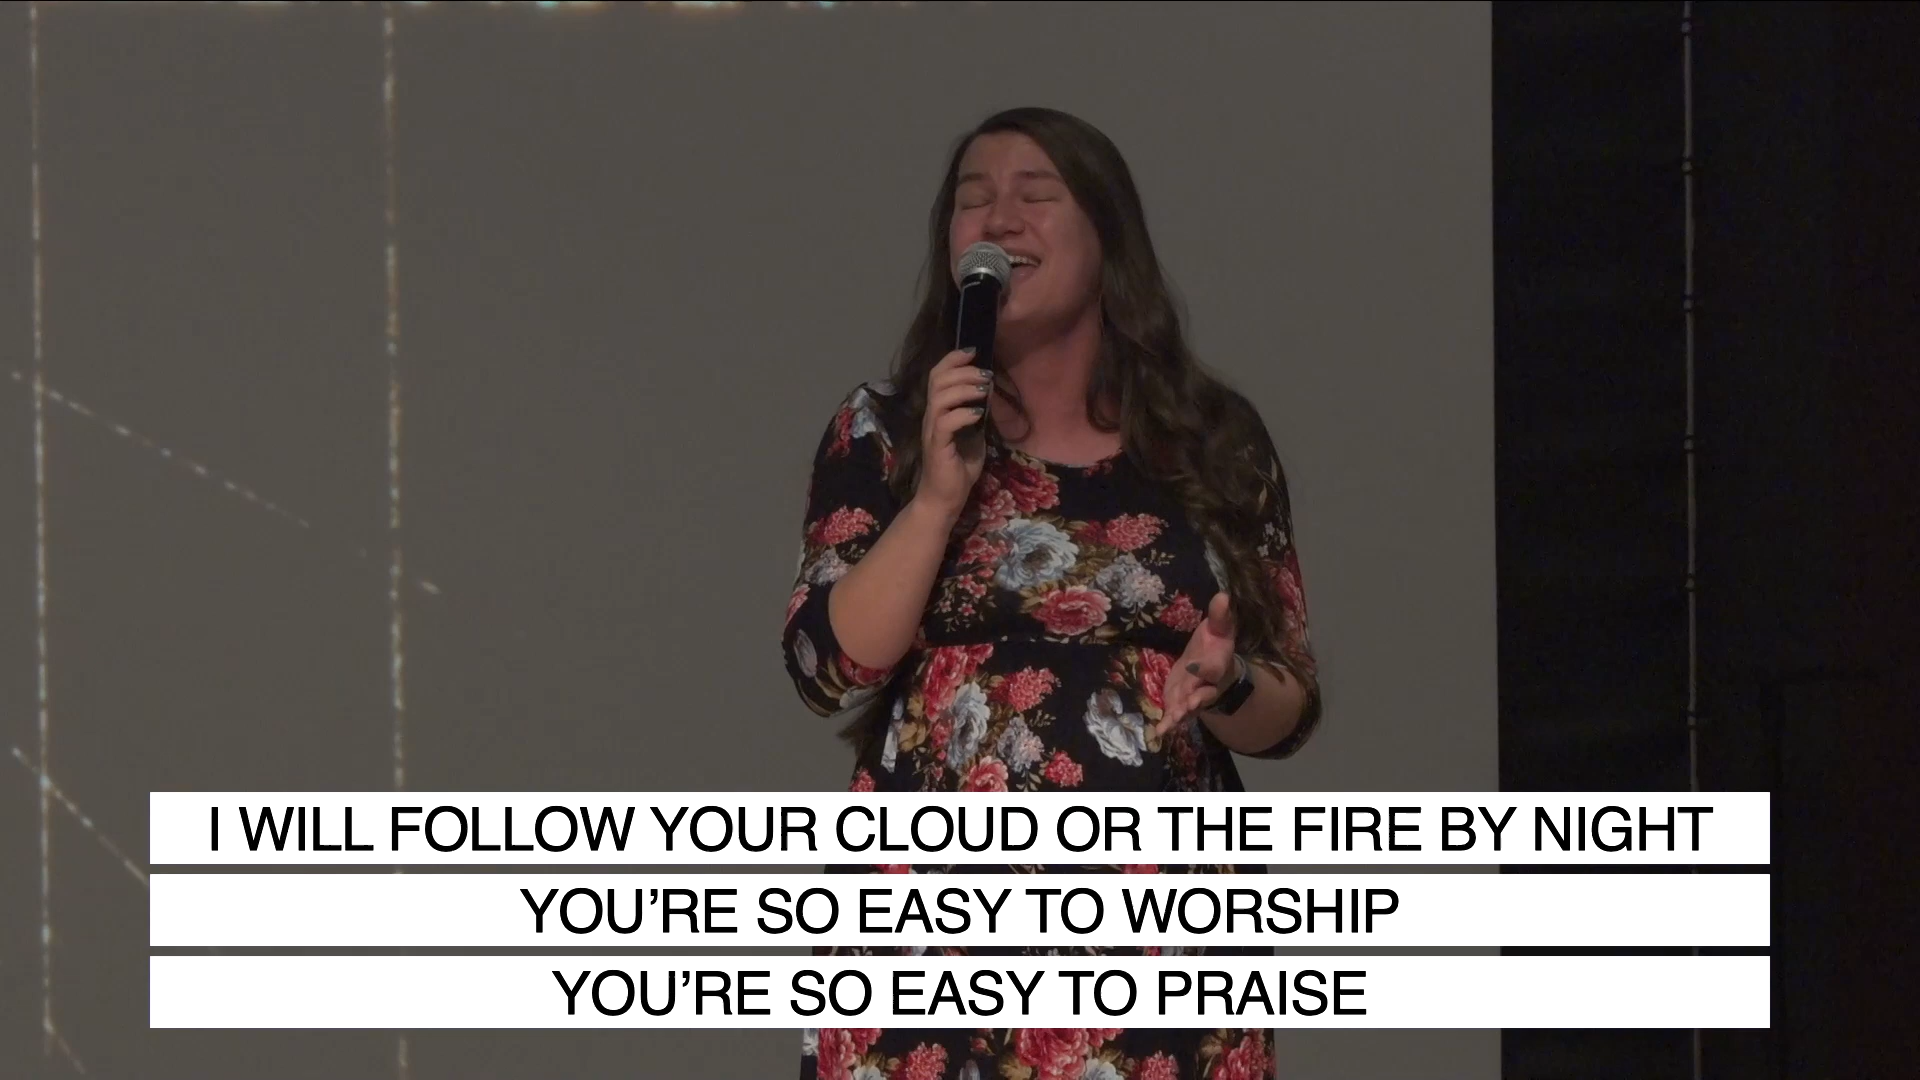 I WILL FOLLOW YOUR CLOUD OR THE FIRE BY NIGHT
YOU’RE SO EASY TO WORSHIP
YOU’RE SO EASY TO PRAISE